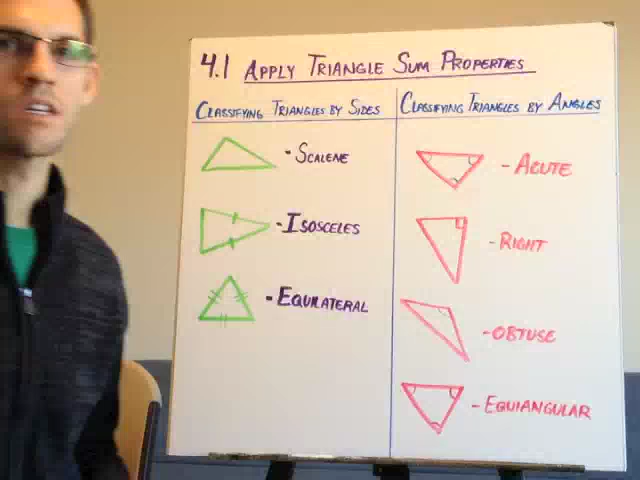 4.1 APPLY TRIANGLE SUM PROPERTIES
CLASSIFYING TRIANGLES BY SIDES
- SCALENE
- ISOSCELES
- EQUILATERAL
CLASSIFYING TRIANGLES BY ANGLES
- ACUTE
- RIGHT
- OBTUSE
- EQUIANGULAR